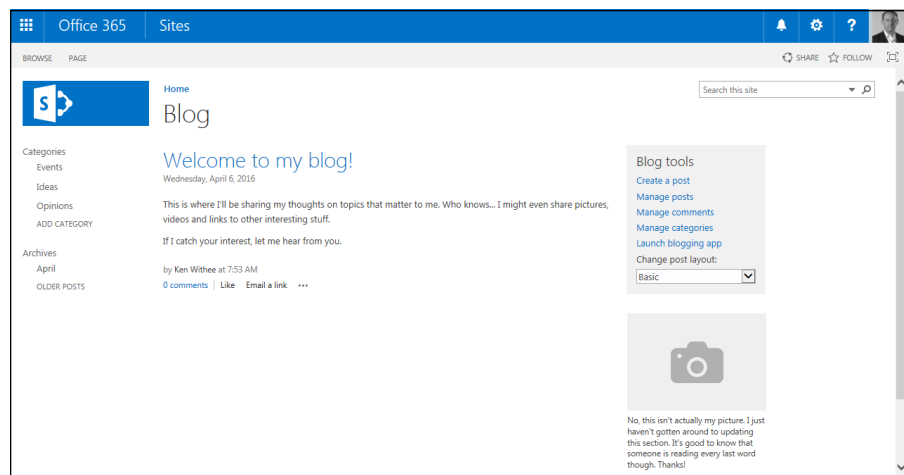 Office 365
Sites
?
BROWSE
PAGE
SHARE
FOLLOW
S
Home
Search this site
Blog
Categories
Events
Ideas
Opinions
ADD CATEGORY
Archives
April
OLDER POSTS
Welcome to my blog!
Wednesday, April 6, 2016
This is where I'll be sharing my thoughts on topics that matter to me. Who knows... I might even share pictures,
videos and links to other interesting stuff.
If I catch your interest, let me hear from you.
by Ken Withee at 7:53 AM
0 comments
Like
Email a link
•••
Blog tools
Create a post
Manage posts
Manage comments
Manage categories
Launch blogging app
Change post layout:
Basic
No, this isn't actually my picture. I just
haven't gotten around to updating
this section. It's good to know that
someone is reading every last word
though. Thanks!